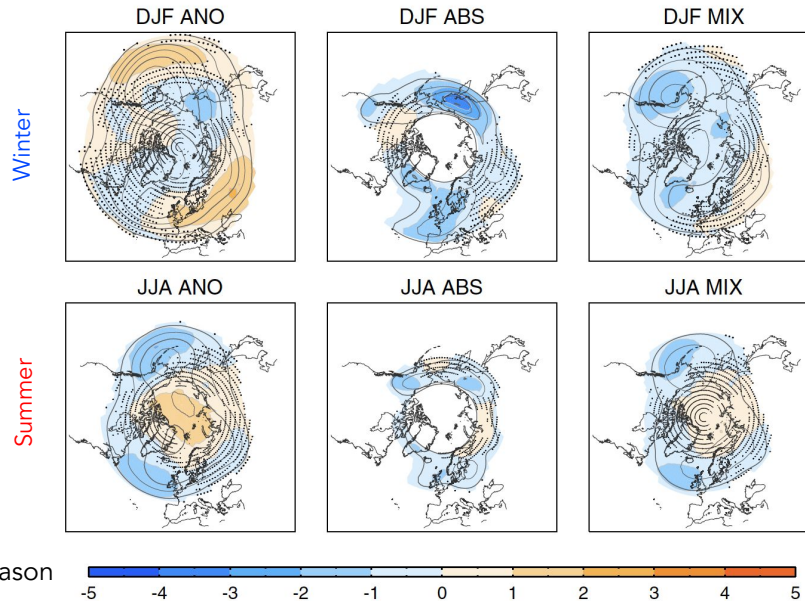 DJF ANO
DJF ABS
DJF MIX
Winter
JJA ANO
JJA ABS
JJA MIX
Summer
ason
-5 -4 -3 -2 -1 0 1 2 3 4 5